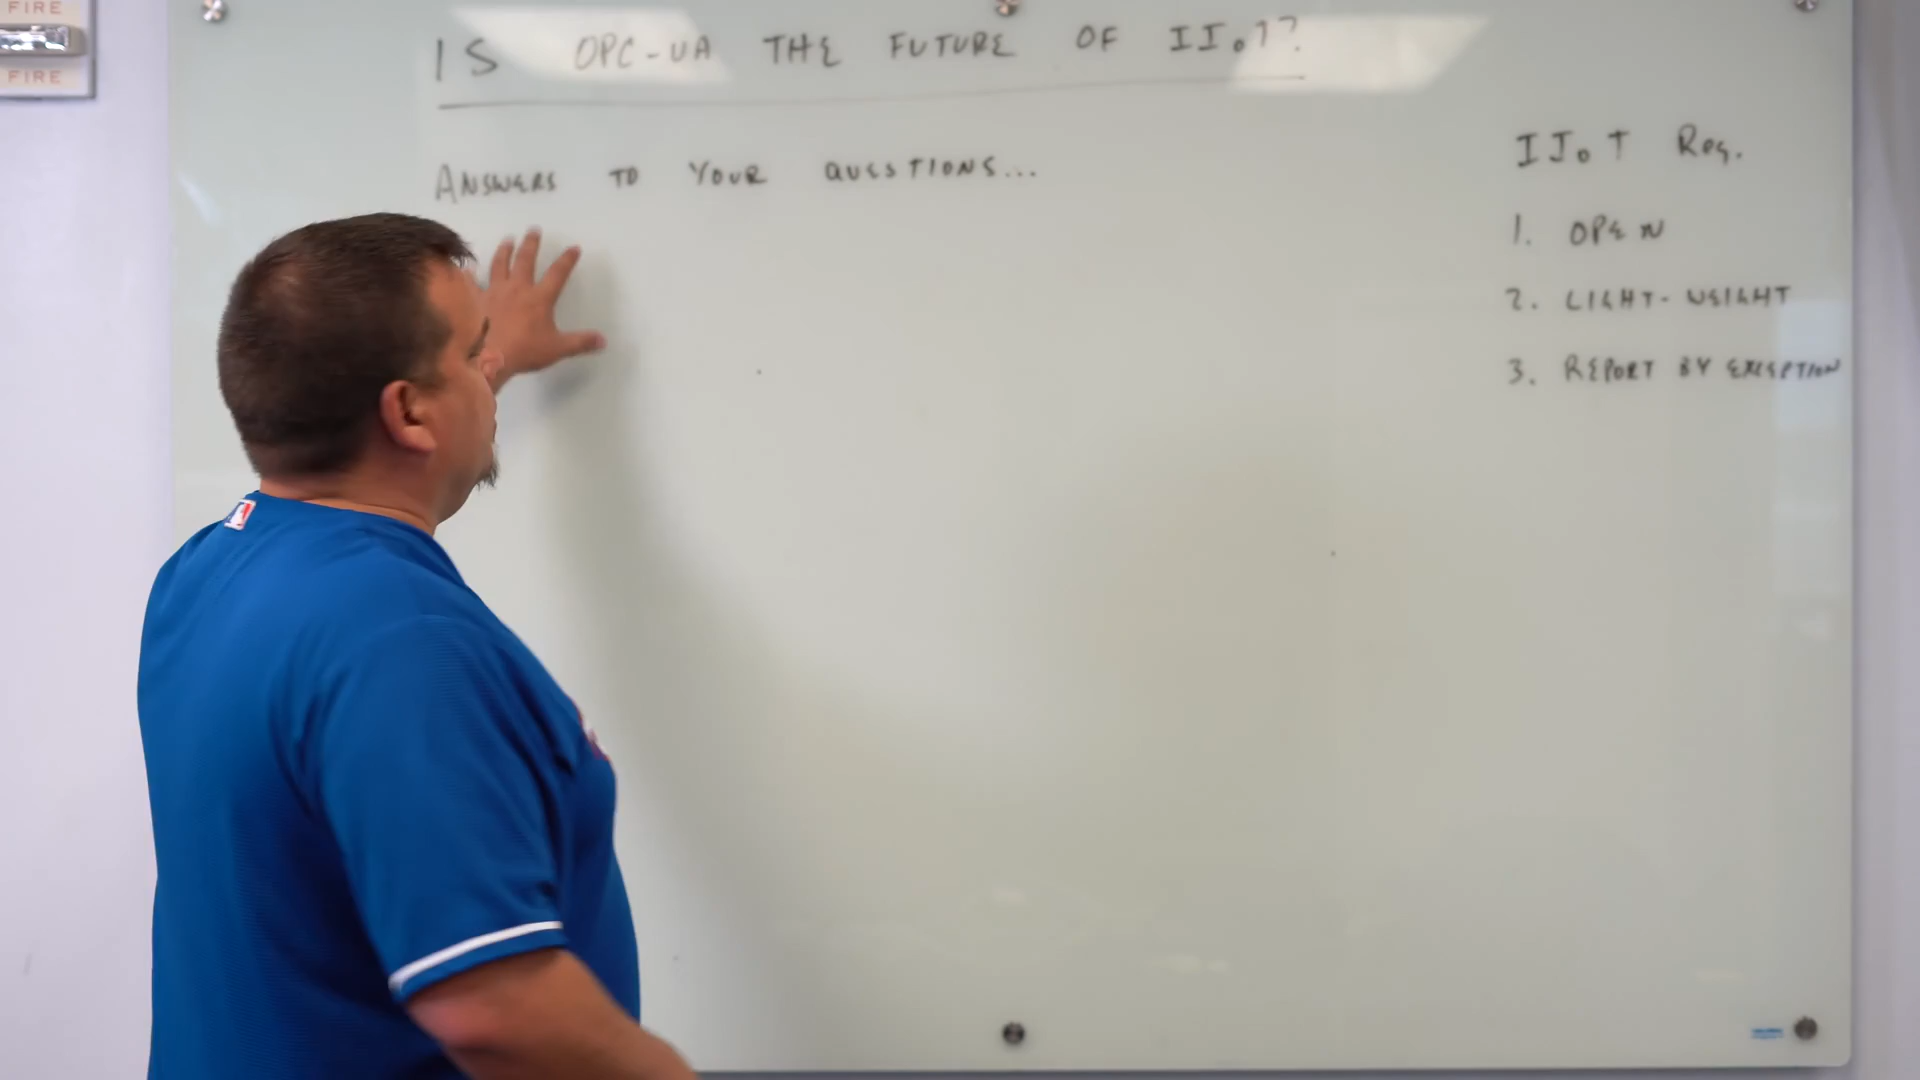 FIRE
FIRE
IS OPC-UA THE FUTURE OF IIoT?
ANSWERS TO YOUR QUESTIONS...
IIoT Req.
1. OPEN
2. LIGHT-WEIGHT
3. REPORT BY EXCEPTION